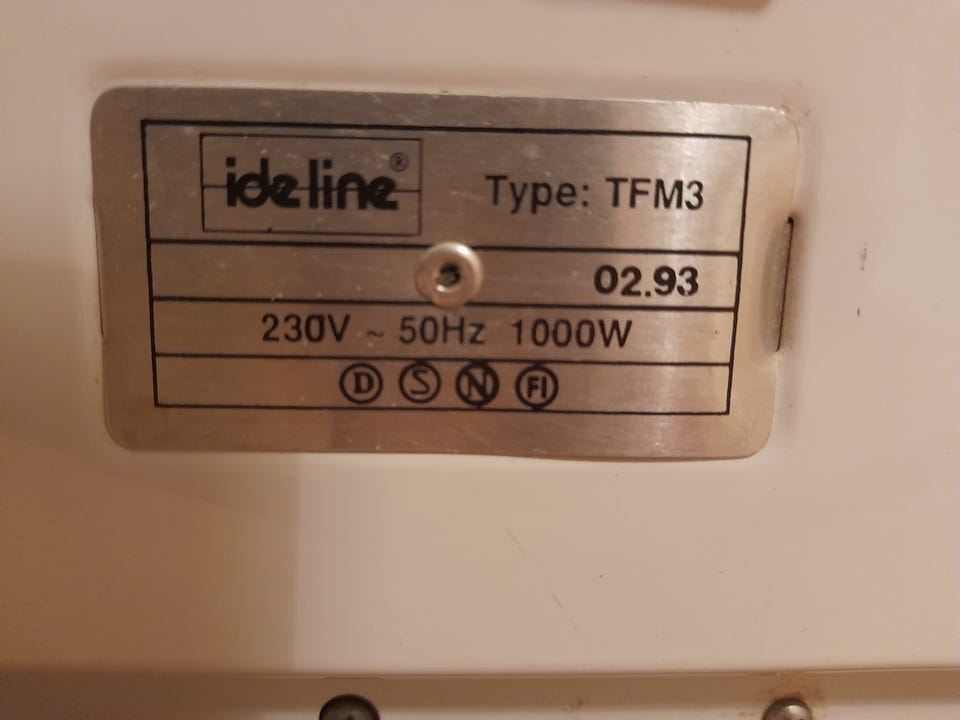 ide line ®
Type: TFM3
02.93
230V ~ 50Hz 1000W
D S N FI